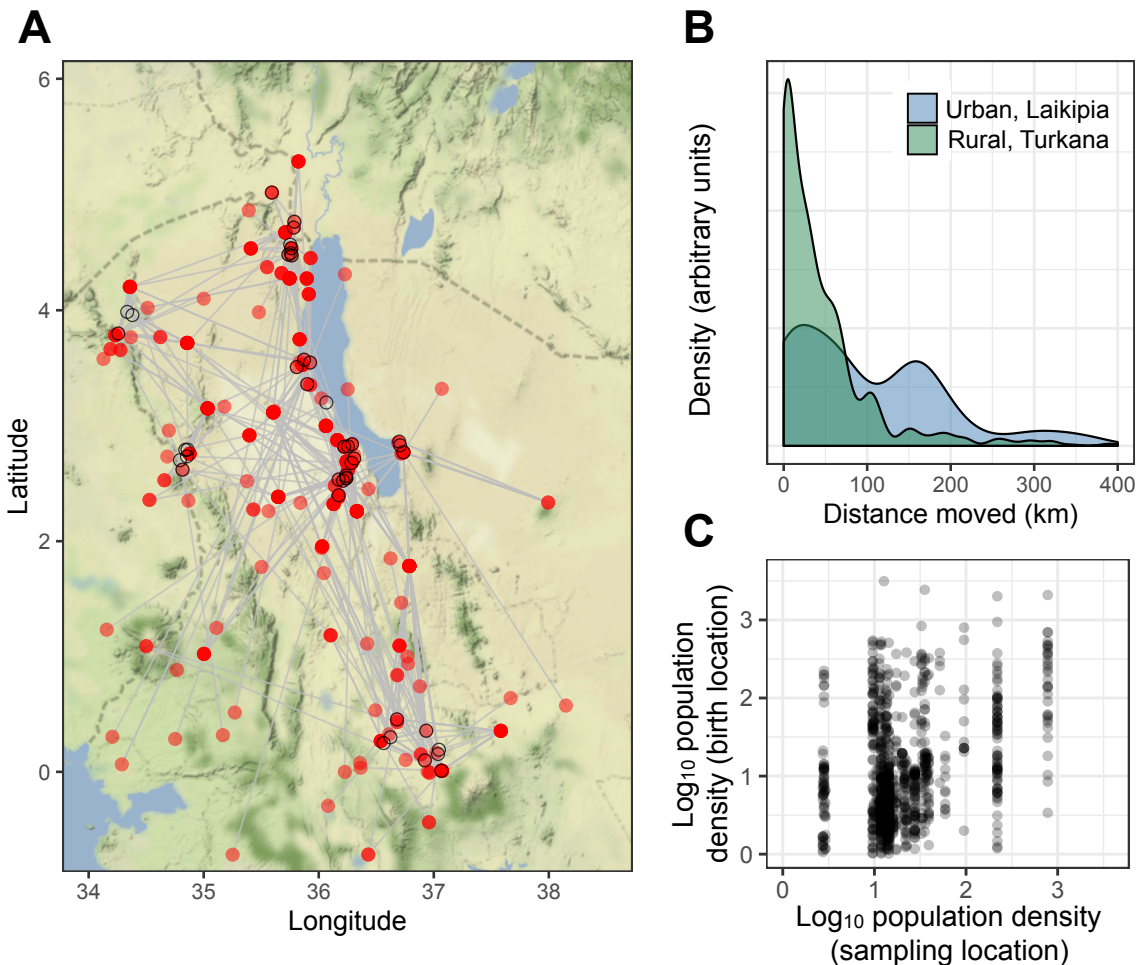 A
6
4
2
0
Latitude
34
35
36
37
38
Longitude
B
Urban, Laikipia
Rural, Turkana
Density (arbitrary units)
0
100
200
300
400
Distance moved (km)
C
3
2
1
0
Log₁₀ population
density (birth location)
0
1
2
3
Log₁₀ population density
(sampling location)